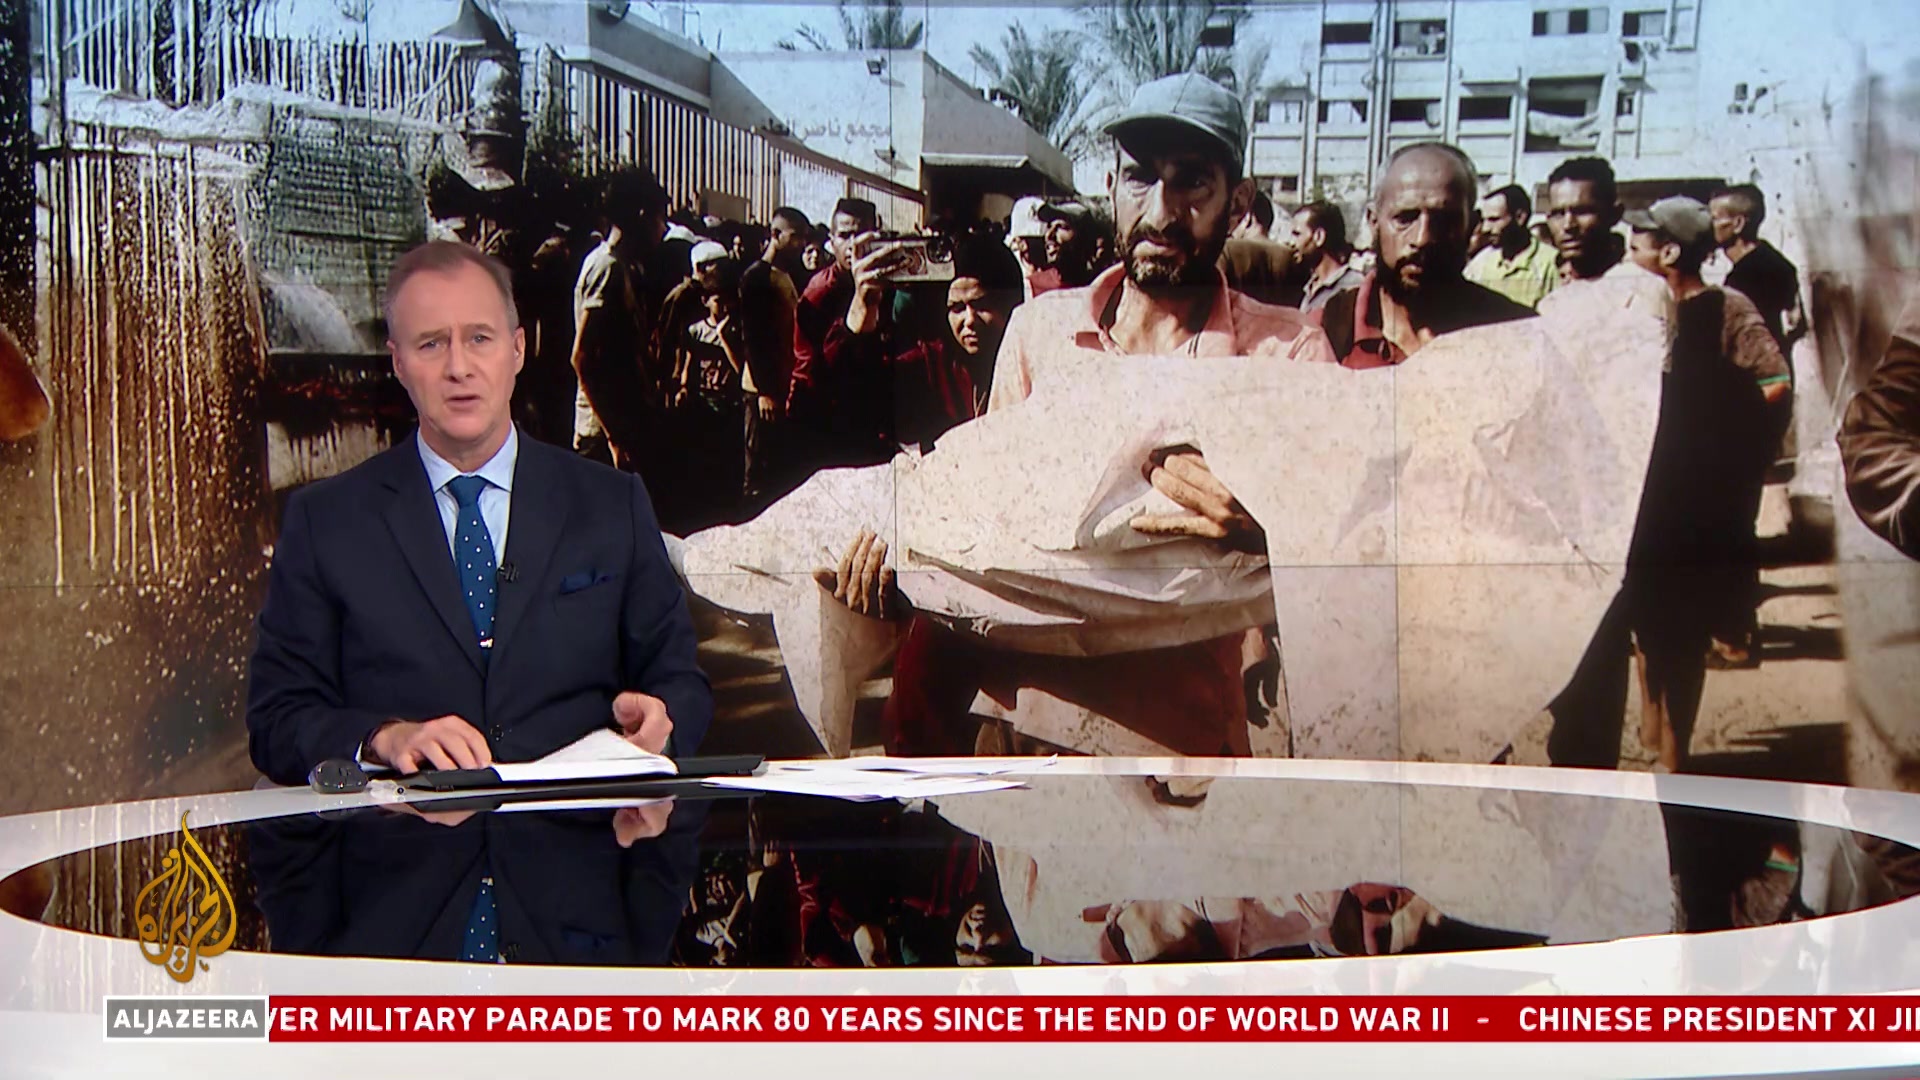 مجمع ناصر
ALJAZEERA
VER MILITARY PARADE TO MARK 80 YEARS SINCE THE END OF WORLD WAR II - CHINESE PRESIDENT XI JI